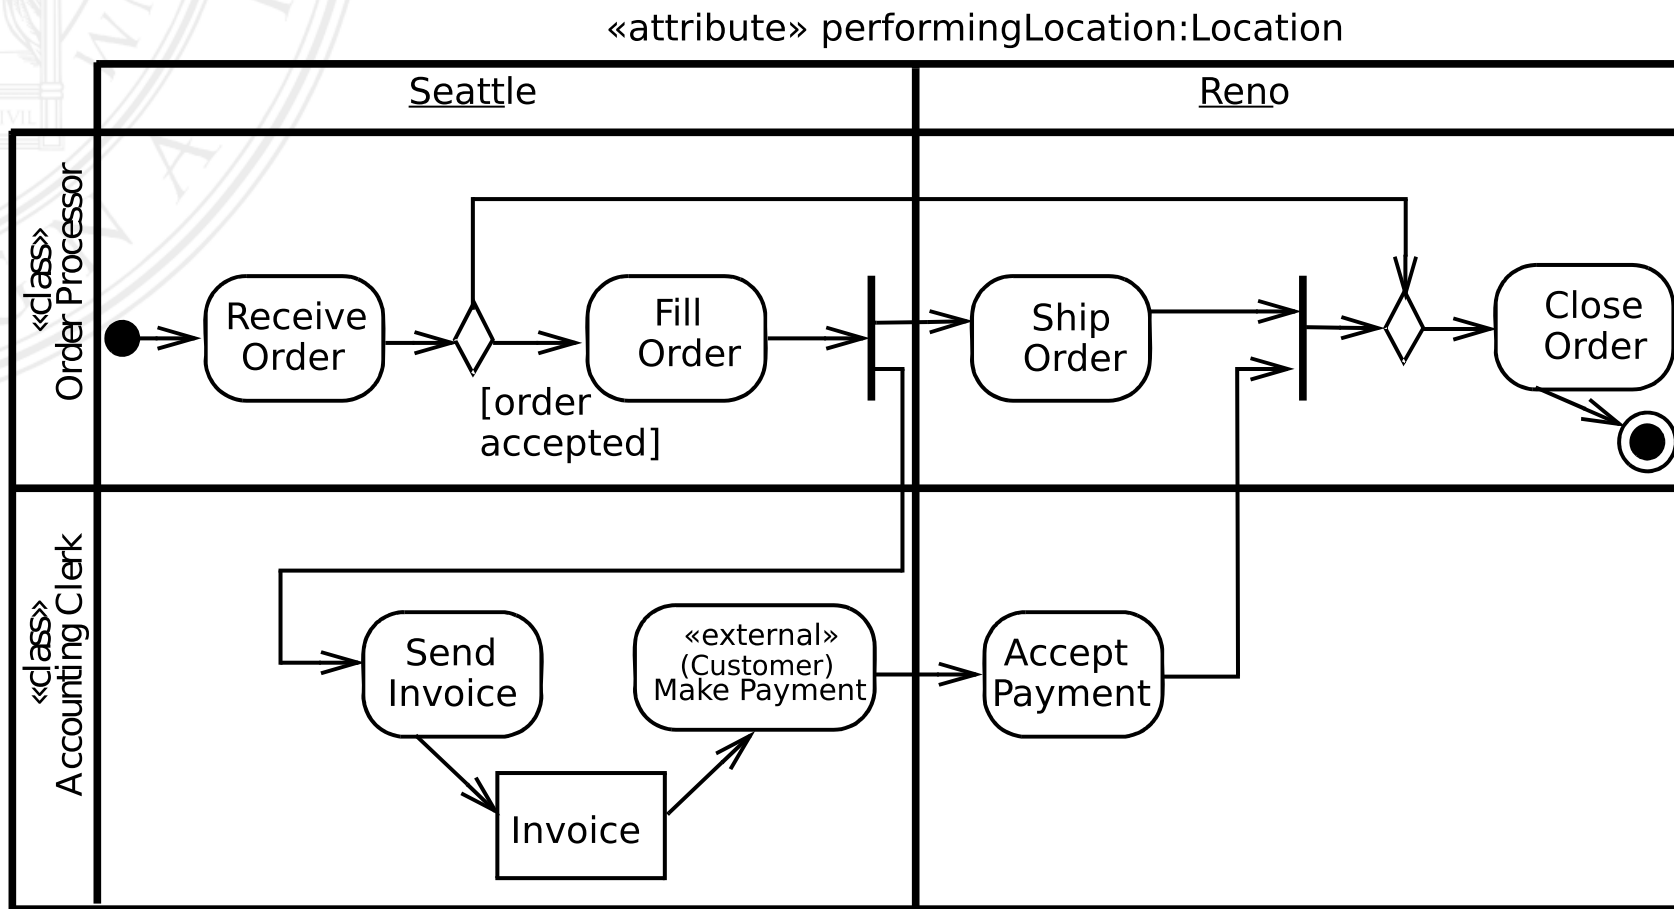 «attribute» performingLocation:Location
Seattle
Reno
«class»
Order Processor
Receive
Order
[order
accepted]
Fill
Order
Ship
Order
Close
Order
«class»
Accounting Clerk
Send
Invoice
«external»
(Customer)
Make Payment
Accept
Payment
Invoice